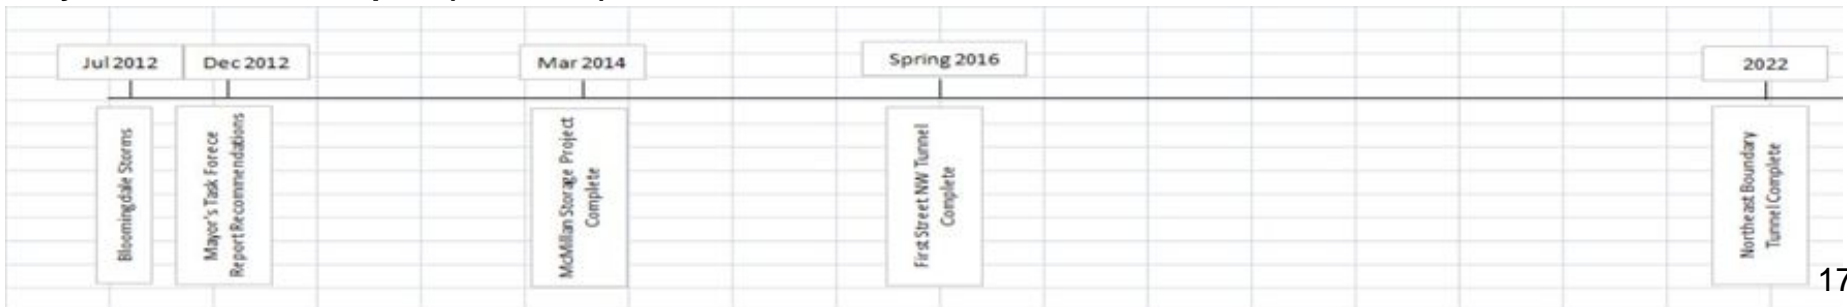 Jul 2012
Dec 2012
Mar 2014
Spring 2016
2022
Bloomingdale Storms
Mayor's Task Forece
Report Recommendations
McMillan Storage Project
Complete
First Street NW Tunnel
Complete
Northeast Boundary
Tunnel Complete
17